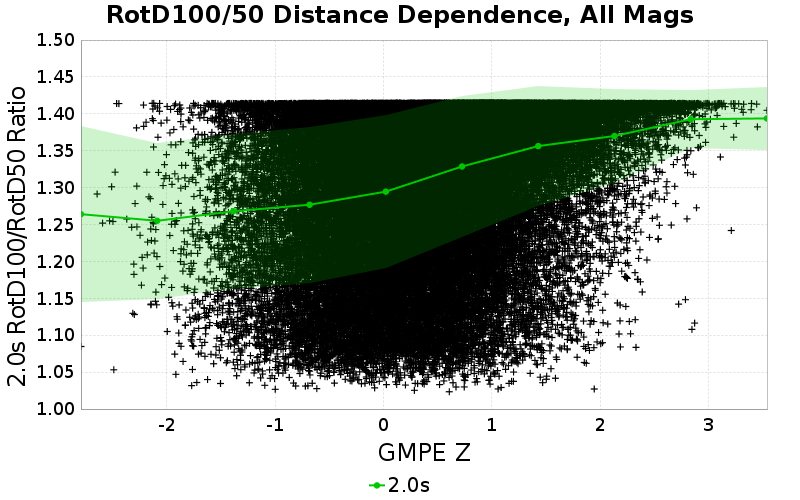 RotD100/50 Distance Dependence, All Mags
2.0s RotD100/RotD50 Ratio
1.50
1.45
1.40
1.35
1.30
1.25
1.20
1.15
1.10
1.05
1.00
-2 -1 0 1 2 3
GMPE Z
2.0s